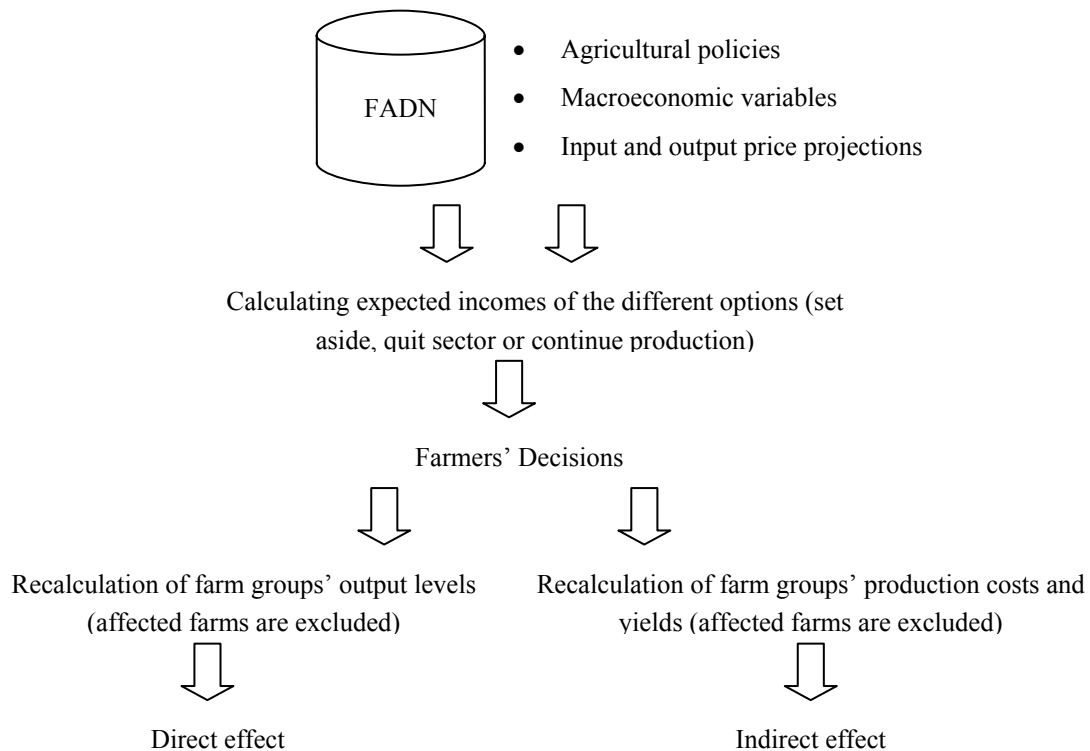 FADN
• Agricultural policies
• Macroeconomic variables
• Input and output price projections
Calculating expected incomes of the different options (set
aside, quit sector or continue production)
Farmers’ Decisions
Recalculation of farm groups’ output levels
(affected farms are excluded)
Recalculation of farm groups’ production costs and
yields (affected farms are excluded)
Direct effect
Indirect effect